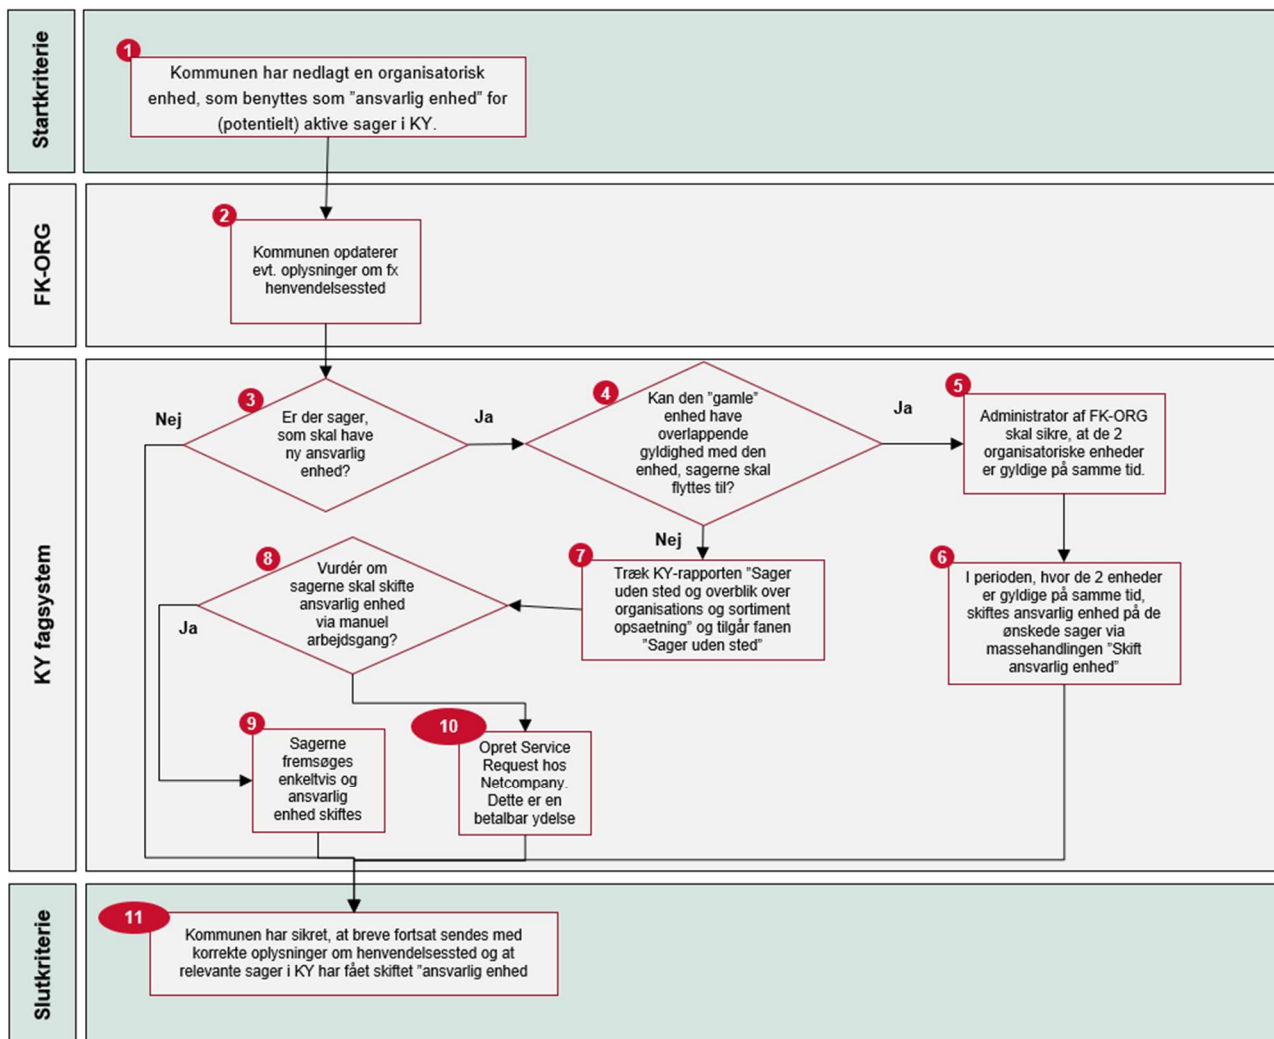 Startkriterie
1
Kommunen har nedlagt en organisatorisk
enhed, som benyttes som ”ansvarlig enhed” for
(potentielt) aktive sager i KY.
FK-ORG
2
Kommunen opdaterer
evt. oplysninger om fx
henvendelsessted
KY fagsystem
3
Er der sager,
som skal have
ny ansvarlig
enhed?
Nej
Ja
4
Kan den ”gamle”
enhed have
overlappende
gyldighed med den
enhed, sagerne skal
flyttes til?
Ja
Nej
5
Administrator af FK-ORG
skal sikre, at de 2
organisatoriske enheder
er gyldige på samme tid.
6
I perioden, hvor de 2 enheder
er gyldige på samme tid,
skiftes ansvarlig enhed på de
ønskede sager via
massehandlingen ”Skift
ansvarlig enhed”
7
Træk KY-rapporten ”Sager
uden sted og overblik over
organisations og sortiment
opsaetning” og tilgår fanen
”Sager uden sted”
8
Vurdér om
sagerne skal skifte
ansvarlig enhed
via manuel
arbejdsgang?
Ja
9
Sagerne
fremsøges
enkeltvis og
ansvarlig
enhed skiftes
10
Opret Service
Request hos
Netcompany.
Dette er en
betalbar ydelse
Slutkriterie
11
Kommunen har sikret, at breve fortsat sendes med
korrekte oplysninger om henvendelsessted og at
relevante sager i KY har fået skiftet ”ansvarlig enhed